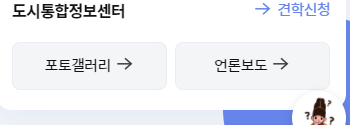 도시통합정보센터 → 견학신청
포토갤러리 → 언론보도 →
? ?
?